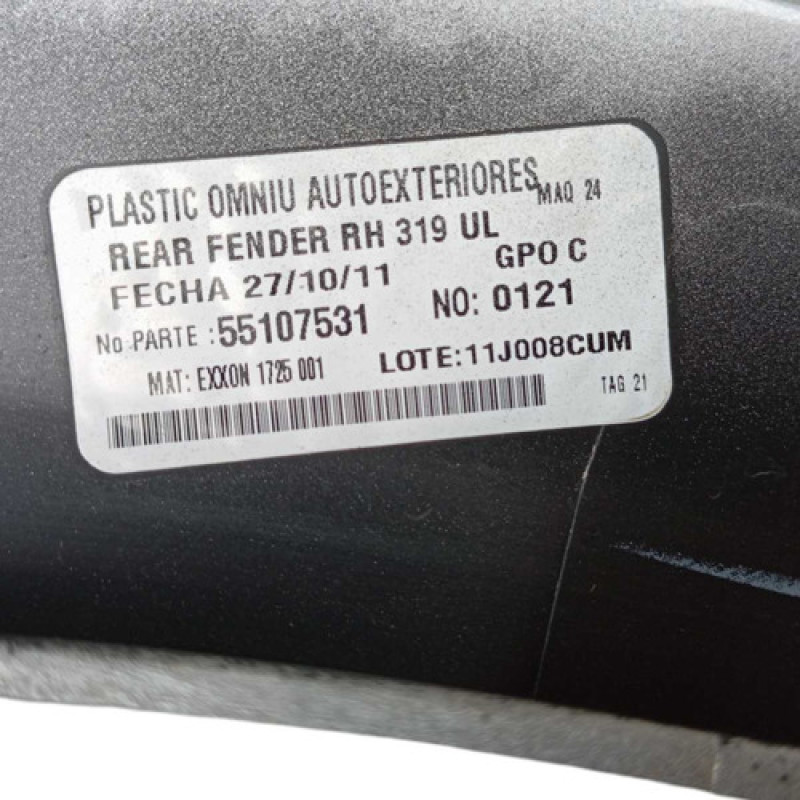 PLASTIC OMNIU AUTOEXTERIORES MAQ 24
REAR FENDER RH 319 UL
FECHA 27/10/11 GPO C
No PARTE : 55107531 NO: 0121
MAT: EXXON 1725 001 LOTE: 11J008CUM
TAG 21